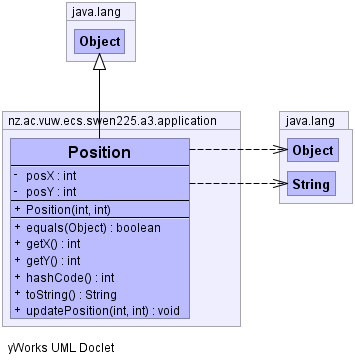 java.lang
Object
nz.ac.vuw.ecs.swen225.a3.application
Position
- posX : int
- posY : int
+ Position(int, int)
+ equals(Object) : boolean
+ getX() : int
+ getY() : int
+ hashCode() : int
+ toString() : String
+ updatePosition(int, int) : void
java.lang
Object
String
yWorks UML Doclet